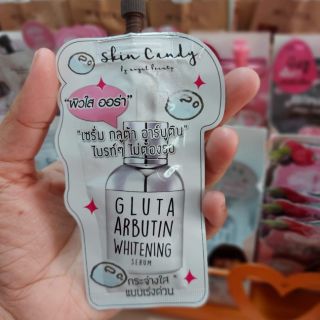 Skin Candy
by angel beauty
"ผิวใส ออร่า"
"เซรั่ม กลูต้า อาร์บูติน"
ไบรท์ๆ ไม่ต้องรอ
GLUTA
ARBUTIN
WHITENING
SERUM
"กระจ่างใส"
แบบเร่งด่วน